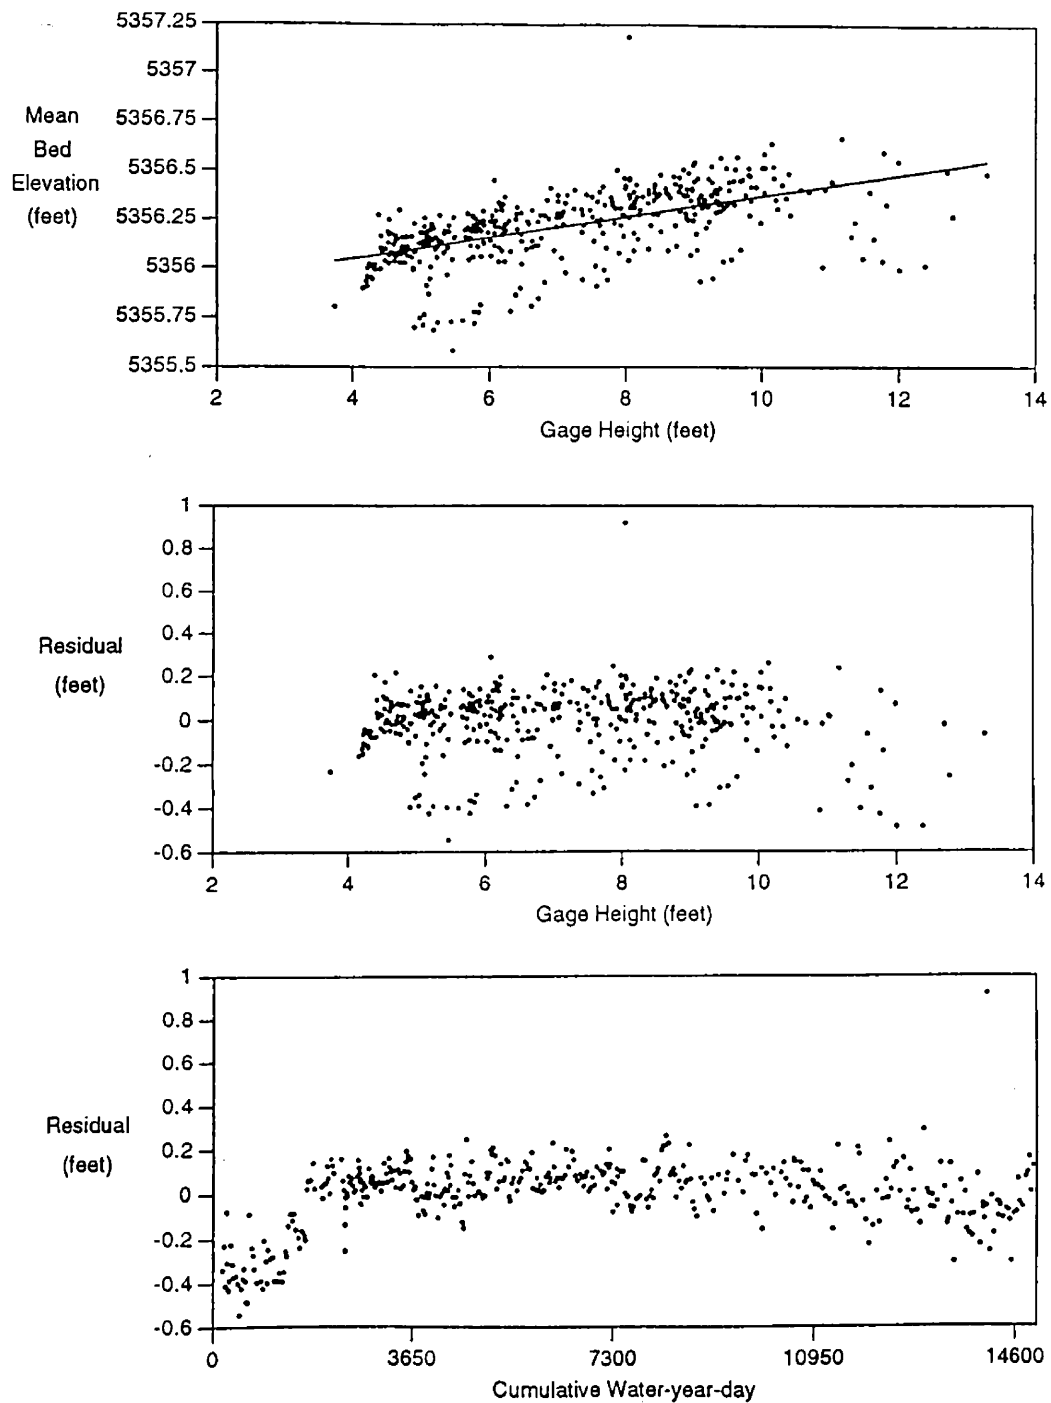 5357.25
5357
5356.75
5356.5
5356.25
5356
5355.75
5355.5
Mean
Bed
Elevation
(feet)
2 4 6 8 10 12 14
Gage Height (feet)
1
0.8
0.6
0.4
0.2
0
-0.2
-0.4
-0.6
Residual
(feet)
2 4 6 8 10 12 14
Gage Height (feet)
1
0.8
0.6
0.4
0.2
0
-0.2
-0.4
-0.6
Residual
(feet)
0 3650 7300 10950 14600
Cumulative Water-year-day